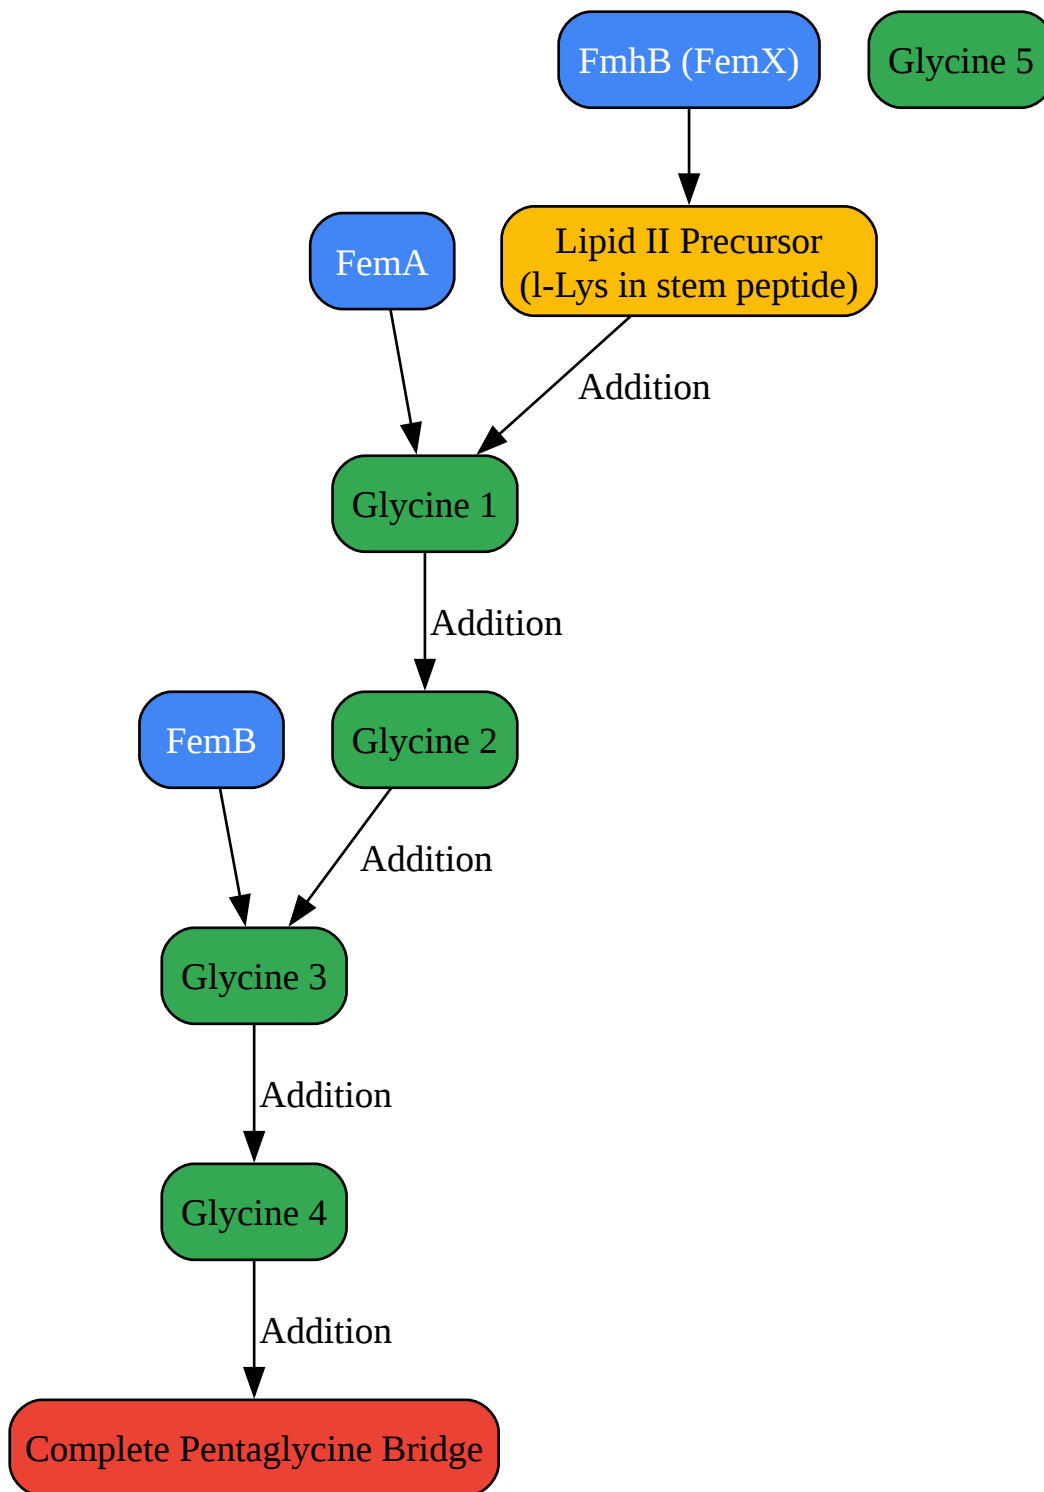 FmhB (FemX)
Glycine 5
FemA
Lipid II Precursor
(l-Lys in stem peptide)
Addition
Glycine 1
Addition
FemB
Glycine 2
Addition
Glycine 3
Addition
Glycine 4
Addition
Complete Pentaglycine Bridge